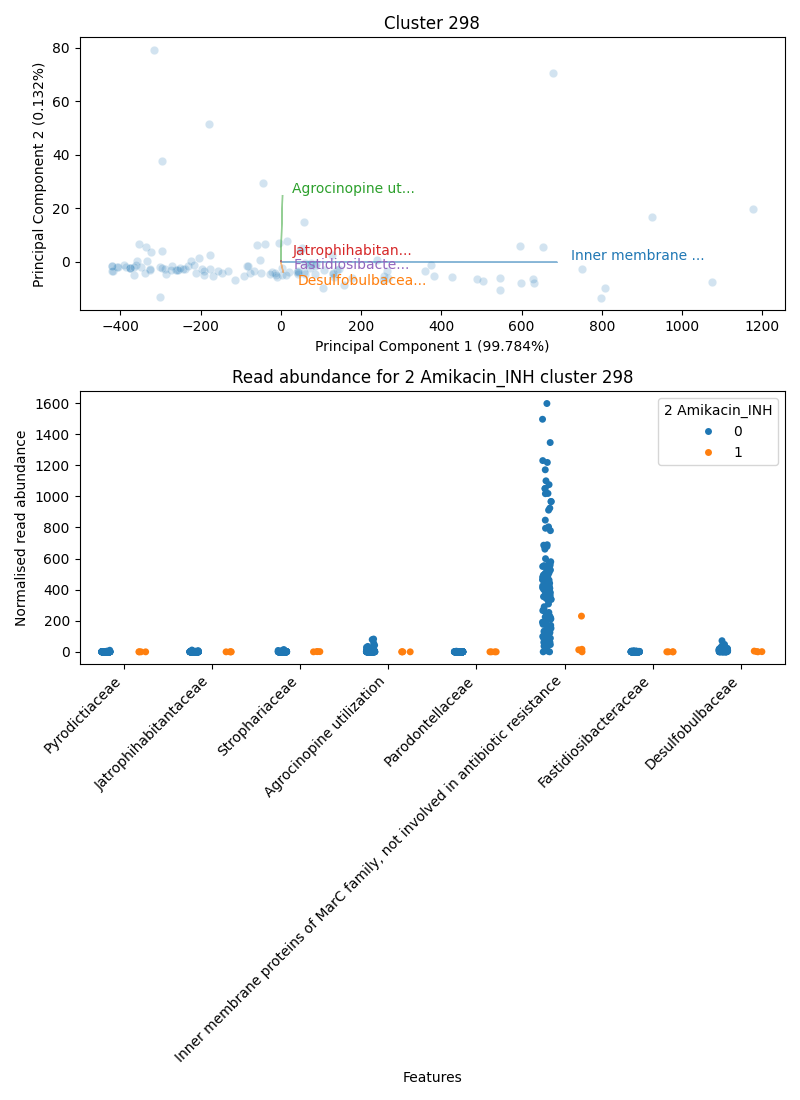 Cluster 298
80
60
40
20
0
Principal Component 2 (0.132%)
Agrocinopine ut...
Jatrophihabitan...
Fastidiosibacte...
Desulfobulbacea...
Inner membrane ...
−400 −200 0 200 400 600 800 1000 1200
Principal Component 1 (99.784%)
Read abundance for 2 Amikacin_INH cluster 298
1600
1400
1200
1000
800
600
400
200
0
Normalised read abundance
2 Amikacin_INH
0
1
Pyrodictiaceae
Jatrophihabitantaceae
Strophariaceae
Agrocinopine utilization
Parodontellaceae
Inner membrane proteins of MarC family, not involved in antibiotic resistance
Fastidiosibacteraceae
Desulfobulbaceae
Features